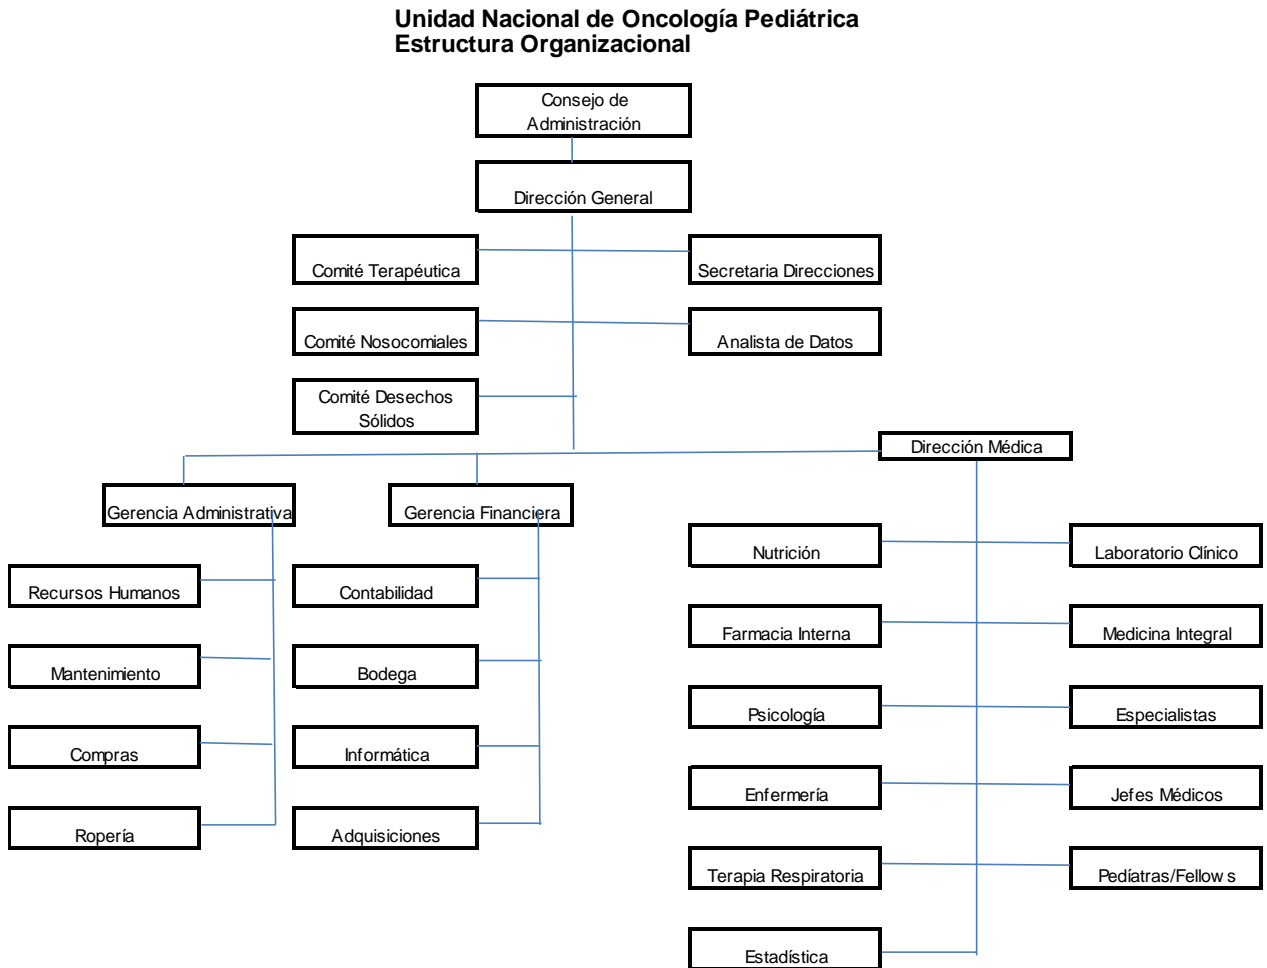 Unidad Nacional de Oncología Pediátrica
Estructura Organizacional
Consejo de
Administración
Dirección General
Comité Terapéutica
Secretaria Direcciones
Comité Nosocomiales
Analista de Datos
Comité Desechos
Sólidos
Dirección Médica
Gerencia Administrativa
Gerencia Financiera
Nutrición
Laboratorio Clínico
Recursos Humanos
Contabilidad
Farmacia Interna
Medicina Integral
Mantenimiento
Bodega
Psicología
Especialistas
Compras
Informática
Enfermería
Jefes Médicos
Ropería
Adquisiciones
Terapia Respiratoria
Pedíatras/Fellows
Estadística